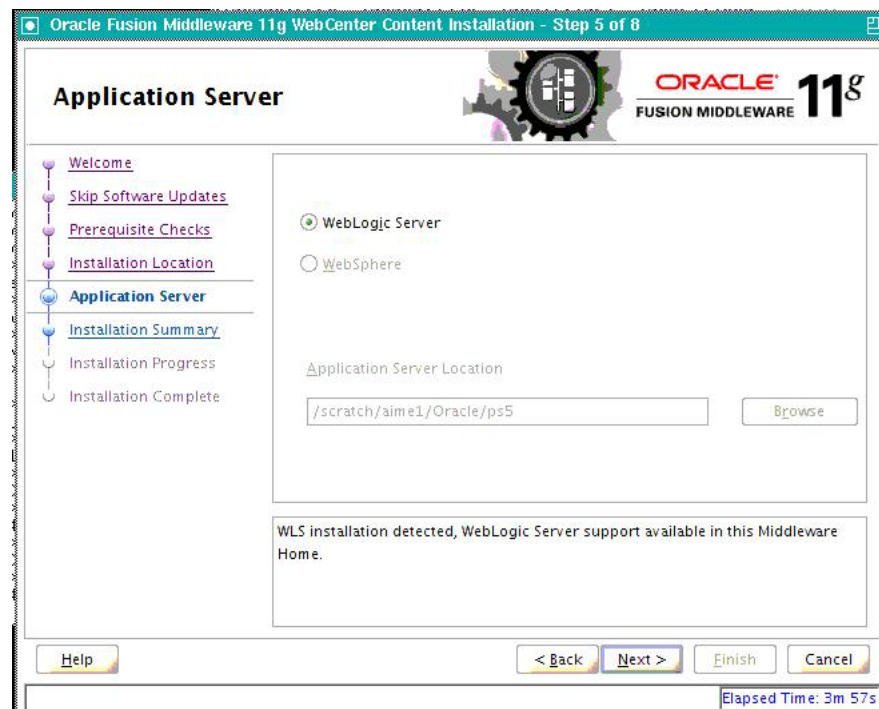 Oracle Fusion Middleware 11g WebCenter Content Installation - Step 5 of 8
Application Server
ORACLE
FUSION MIDDLEWARE
11g
Welcome
Skip Software Updates
Prerequisite Checks
Installation Location
Application Server
Installation Summary
Installation Progress
Installation Complete
WebLogic Server
WebSphere
Application Server Location
/scratch/aime1/Oracle/ps5
Browse
WLS installation detected, WebLogic Server support available in this Middleware
Home.
Help
< Back
Next >
Finish
Cancel
Elapsed Time: 3m 57s